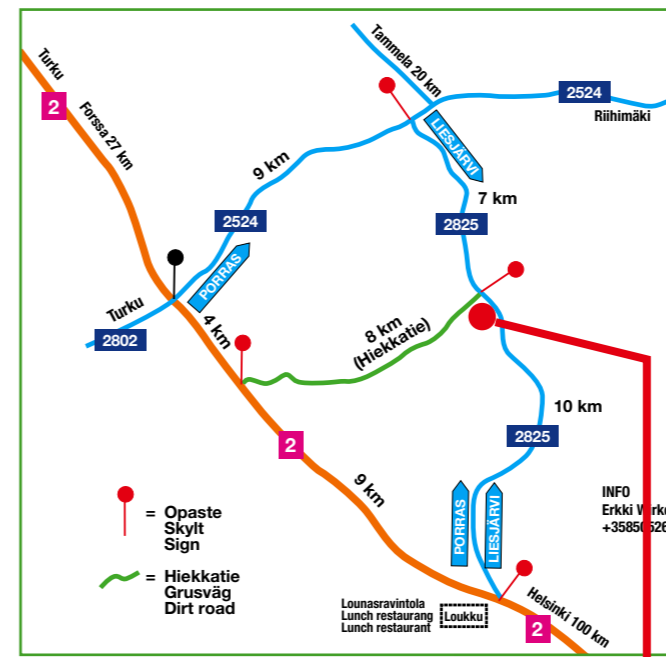 Turku
2
Forssa 27 km
Tammela 20 km
2524
Riihimäki
LIESJÄRVI
9 km
7 km
2524
2825
PORRAS
Turku
2802
4 km
8 km
(Hiekkatie)
10 km
2825
2
9 km
PORRAS
LIESJÄRVI
INFO
Erkki
= Opaste
Skylt
Sign
= Hiekkatie
Grusväg
Dirt road
Lounasravintola
Lunch restaurang
Lunch restaurant
Loukku
Helsinki 100 km
2